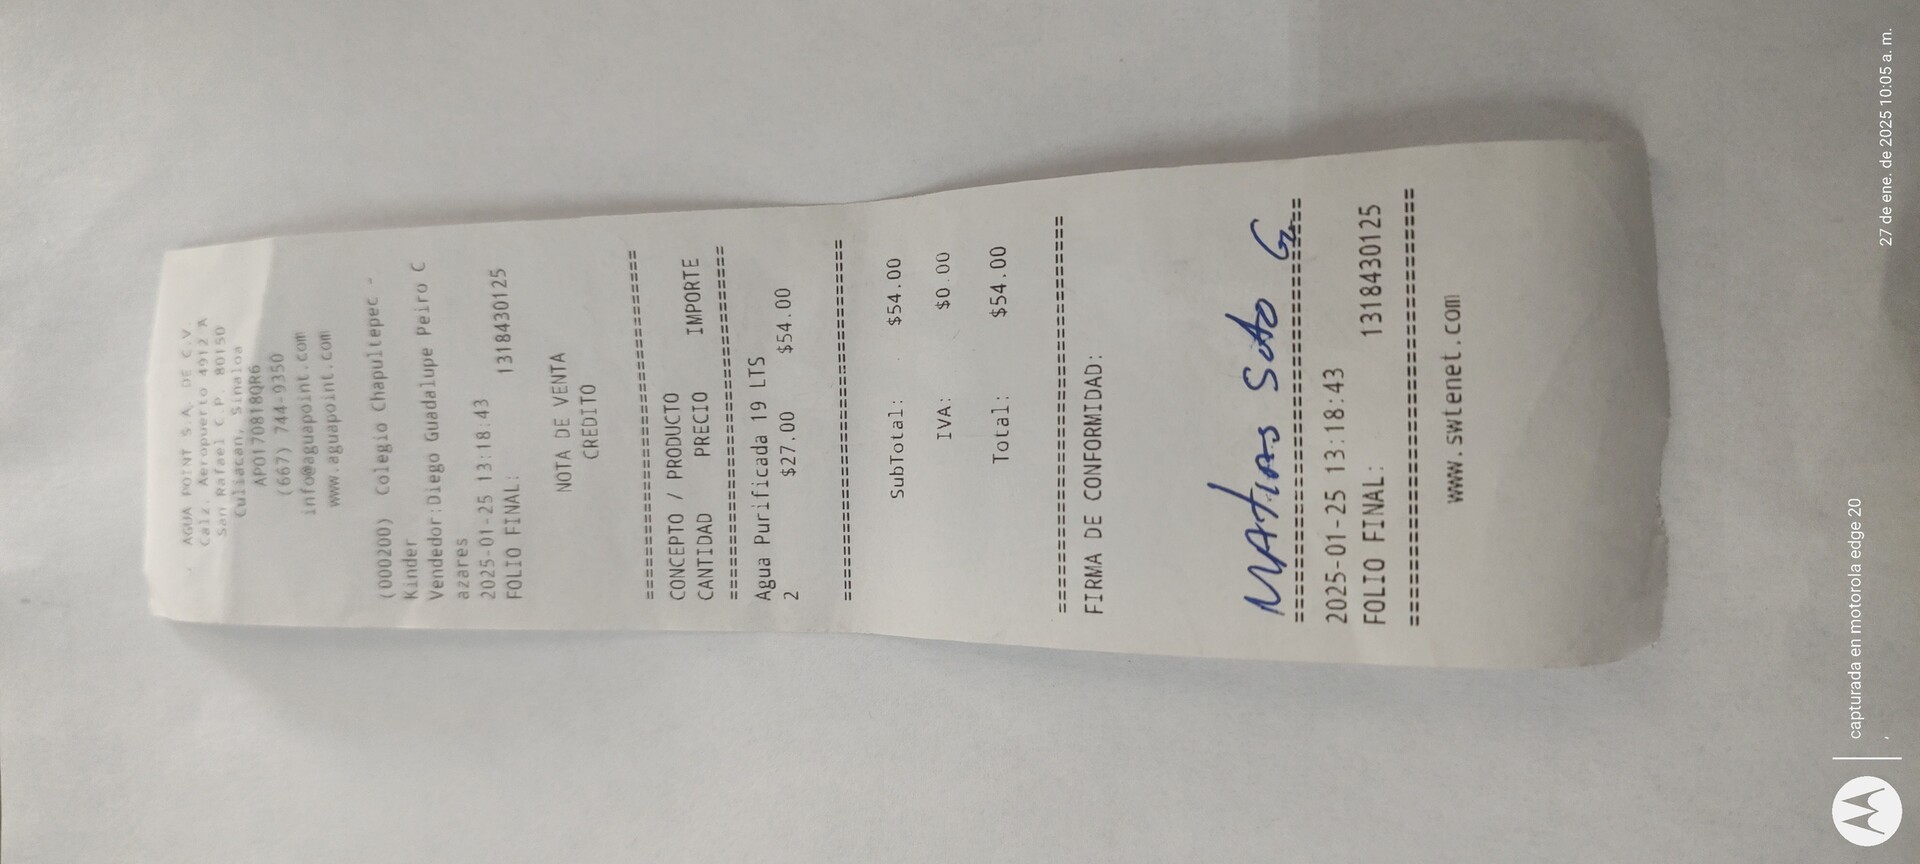 AGUA POINT S.A. DE C.V.
Calz. Aeropuerto 4912 A
San Rafael C.P. 80150
Culiacan, Sinaloa
APO170818QR6
(667) 744-9350
info@aguapoint.com
www.aguapoint.com
(000200) Colegio Chapultepec -
Kinder
Vendedor:Diego Guadalupe Peiro C
azares
2025-01-25 13:18:43
FOLIO FINAL: 1318430125
NOTA DE VENTA
CREDITO
================================
CONCEPTO / PRODUCTO
CANTIDAD PRECIO IMPORTE
================================
Agua Purificada 19 LTS
2 $27.00 $54.00
================================
SubTotal: $54.00
IVA: $0.00
Total: $54.00
================================
FIRMA DE CONFORMIDAD:
MAtiAS Soto G.
================================
2025-01-25 13:18:43
FOLIO FINAL: 1318430125
================================
www.swtenet.com
capturada en motorola edge 20
27 de ene. de 2025 10:05 a. m.